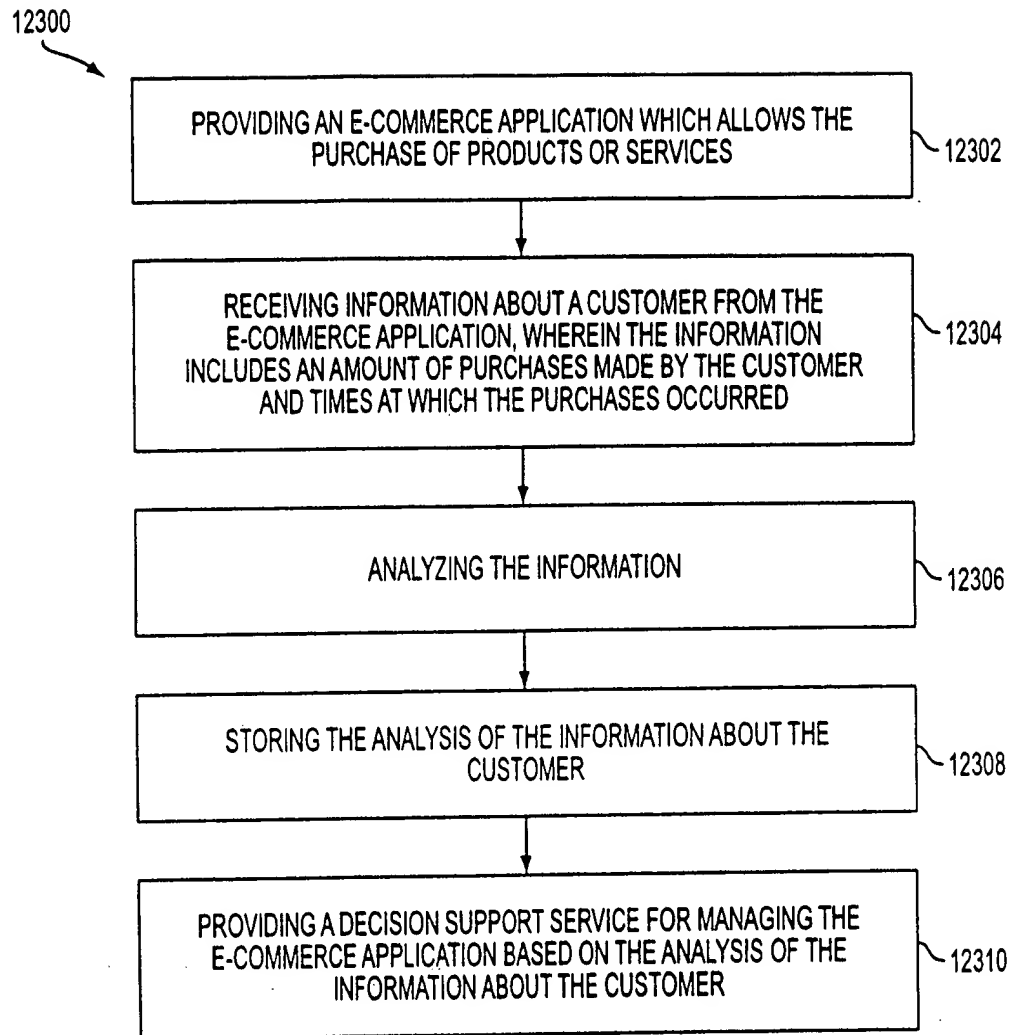 12300
PROVIDING AN E-COMMERCE APPLICATION WHICH ALLOWS THE
PURCHASE OF PRODUCTS OR SERVICES
12302
RECEIVING INFORMATION ABOUT A CUSTOMER FROM THE
E-COMMERCE APPLICATION, WHEREIN THE INFORMATION
INCLUDES AN AMOUNT OF PURCHASES MADE BY THE CUSTOMER
AND TIMES AT WHICH THE PURCHASES OCCURRED
12304
ANALYZING THE INFORMATION
12306
STORING THE ANALYSIS OF THE INFORMATION ABOUT THE
CUSTOMER
12308
PROVIDING A DECISION SUPPORT SERVICE FOR MANAGING THE
E-COMMERCE APPLICATION BASED ON THE ANALYSIS OF THE
INFORMATION ABOUT THE CUSTOMER
12310